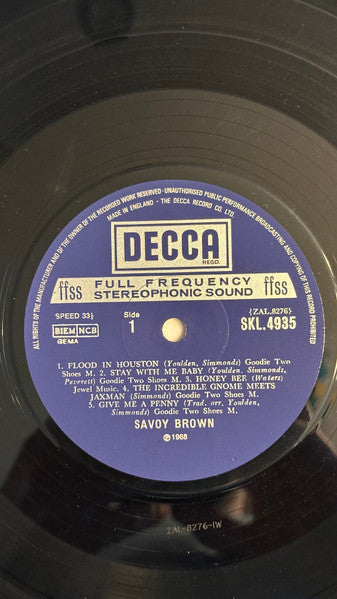 ALL RIGHTS OF THE MANUFACTURER AND OF THE OWNER OF THE RECORDED WORK RESERVED · UNAUTHORISED PUBLIC PERFORMANCE BROADCASTING AND COPYING OF THIS RECORD PROHIBITED
MADE IN ENGLAND · THE DECCA RECORD CO. LTD.
DECCA
REGD.
ffss FULL FREQUENCY ffss
STEREOPHONIC SOUND
SPEED 33⅓
Side
1
BIEM NCB
GEMA
(ZAL.8276)
SKL.4935
1. FLOOD IN HOUSTON (Youlden, Simmonds) Goodie Two
Shoes M. 2. STAY WITH ME BABY (Youlden, Simmonds,
Peverett) Goodie Two Shoes M. 3. HONEY BEE (Waters)
Jewel Music. 4. THE INCREDIBLE GNOME MEETS
JAXMAN (Simmonds) Goodie Two Shoes M.
5. GIVE ME A PENNY (Trad. arr. Youlden,
Simmonds) Goodie Two Shoes M.
SAVOY BROWN
℗1968
ZAL-8276-1W